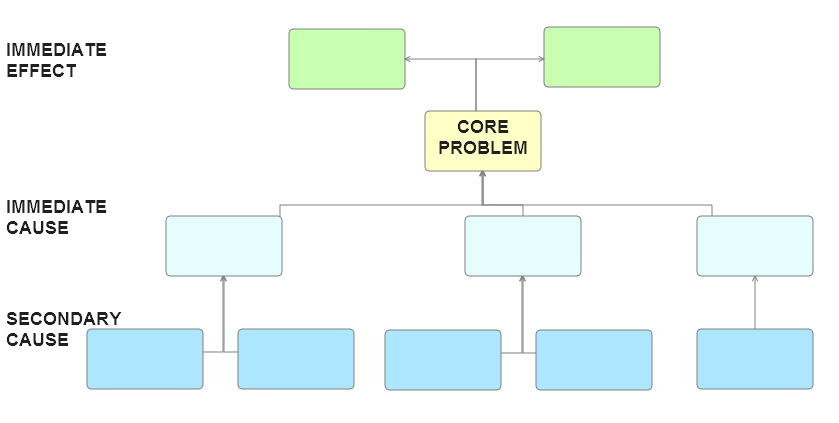 IMMEDIATE
EFFECT
CORE
PROBLEM
IMMEDIATE
CAUSE
SECONDARY
CAUSE